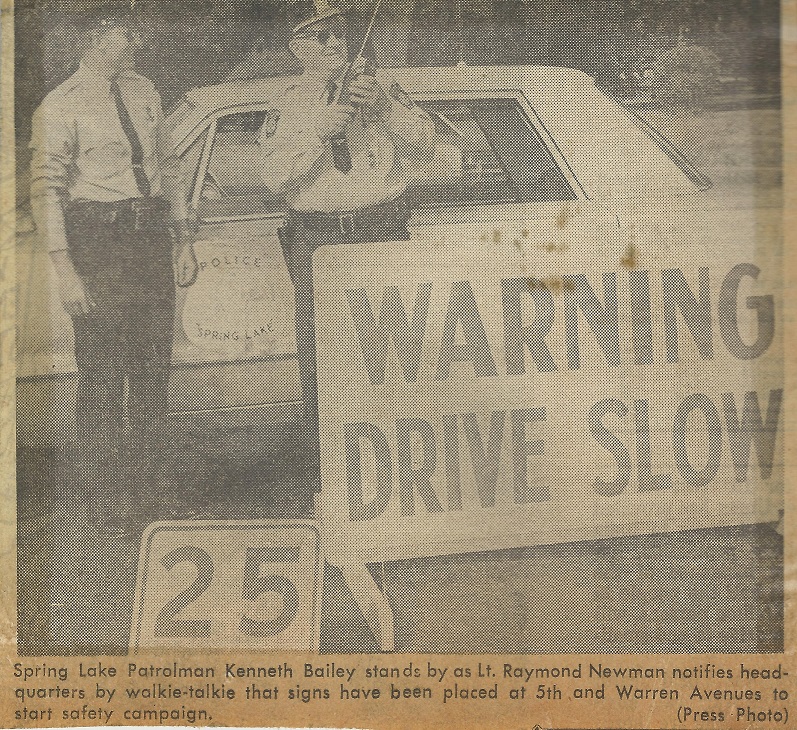 POLICE
SPRING LAKE
WARNING
DRIVE SLOW
25
Spring Lake Patrolman Kenneth Bailey stands by as Lt. Raymond Newman notifies head-
quarters by walkie-talkie that signs have been placed at 5th and Warren Avenues to
start safety campaign. (Press Photo)